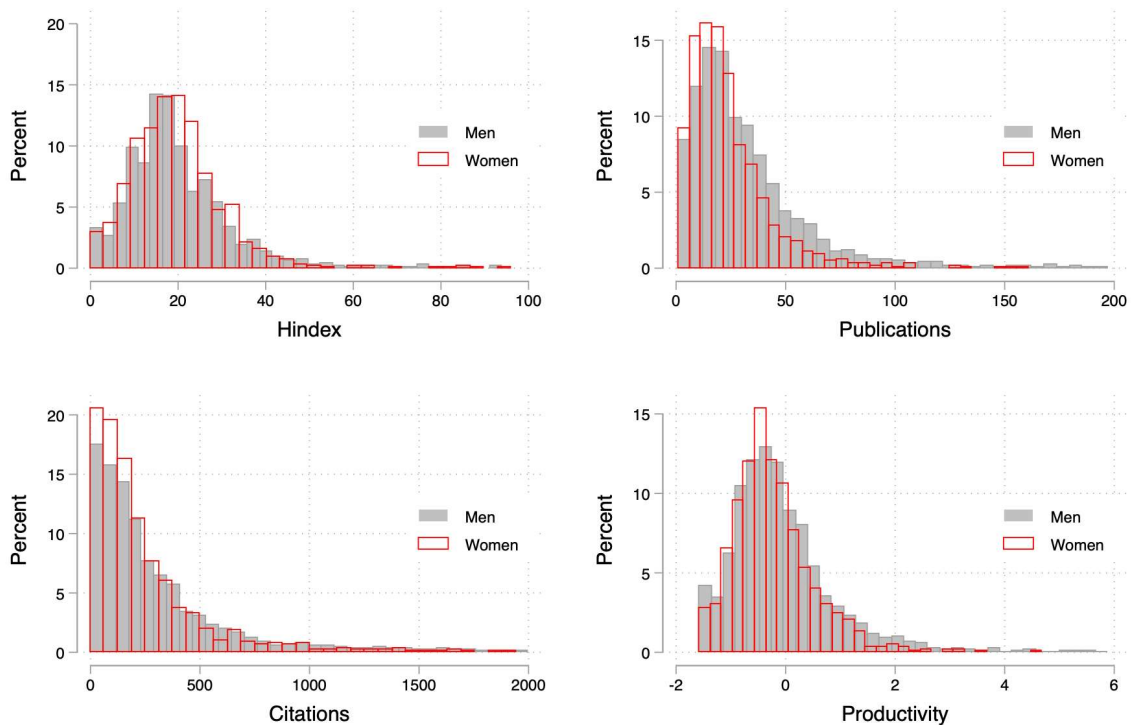 20
15
10
5
0
Percent
Men
Women
0 20 40 60 80 100
Hindex
15
10
5
0
Percent
Men
Women
0 50 100 150 200
Publications
20
15
10
5
0
Percent
Men
Women
0 500 1000 1500 2000
Citations
15
10
5
0
Percent
Men
Women
-2 0 2 4 6
Productivity